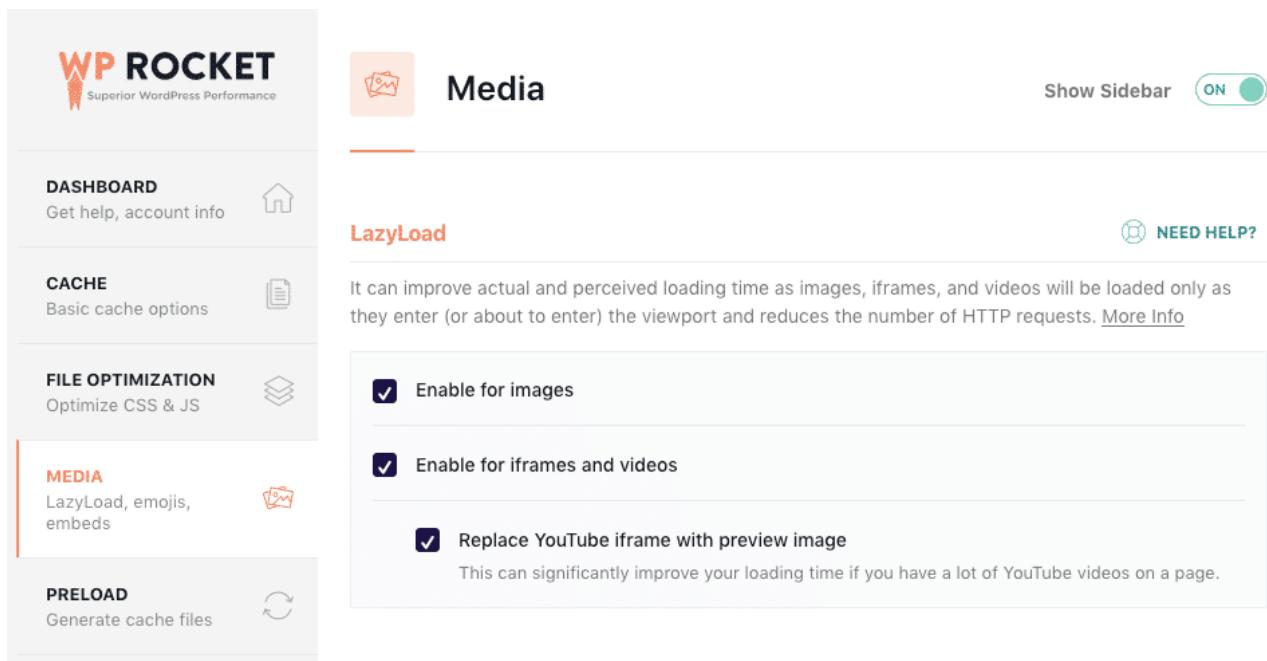 WP ROCKET
Superior WordPress Performance
DASHBOARD
Get help, account info
CACHE
Basic cache options
FILE OPTIMIZATION
Optimize CSS & JS
MEDIA
LazyLoad, emojis,
embeds
PRELOAD
Generate cache files
Media
Show Sidebar ON
LazyLoad
NEED HELP?
It can improve actual and perceived loading time as images, iframes, and videos will be loaded only as
they enter (or about to enter) the viewport and reduces the number of HTTP requests. More Info
Enable for images
Enable for iframes and videos
Replace YouTube iframe with preview image
This can significantly improve your loading time if you have a lot of YouTube videos on a page.